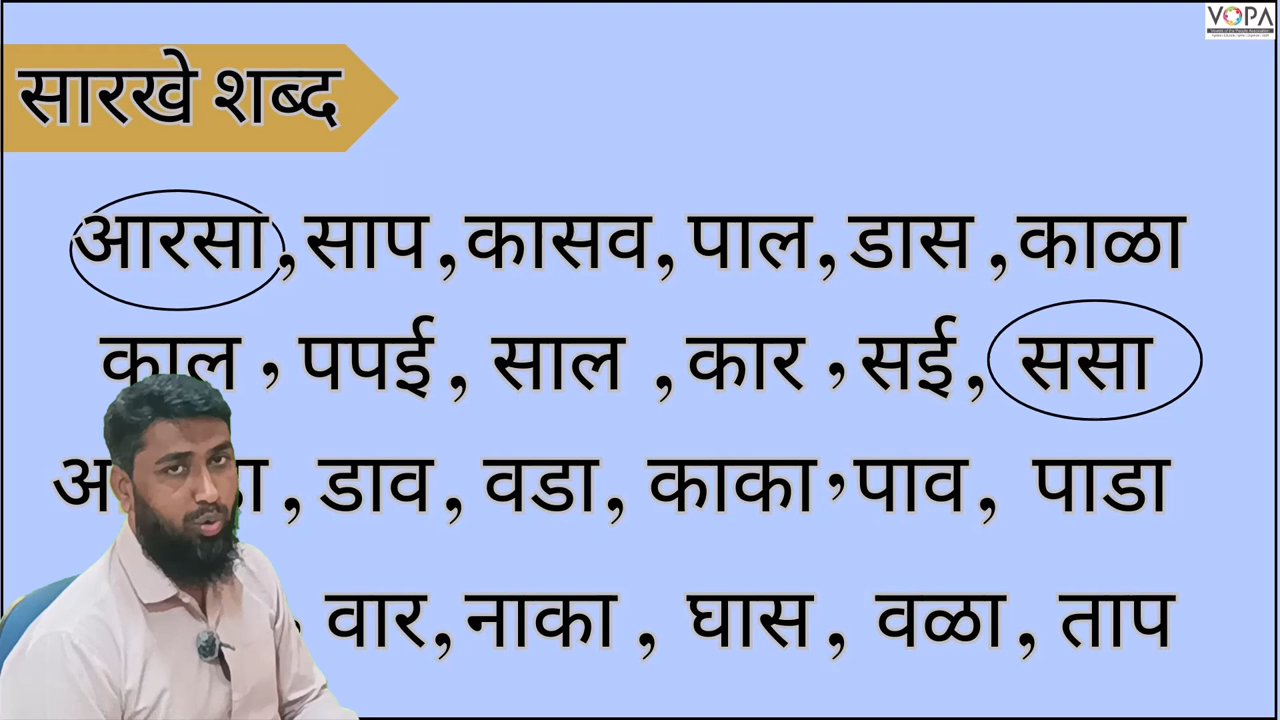 VOPA
सारखे शब्द
आरसा, साप, कासव, पाल, डास, काळा
काल, पपई, साल, कार, सई, ससा
डाव, वडा, काका, पाव, पाडा
वार, नाका, घास, वळा, ताप